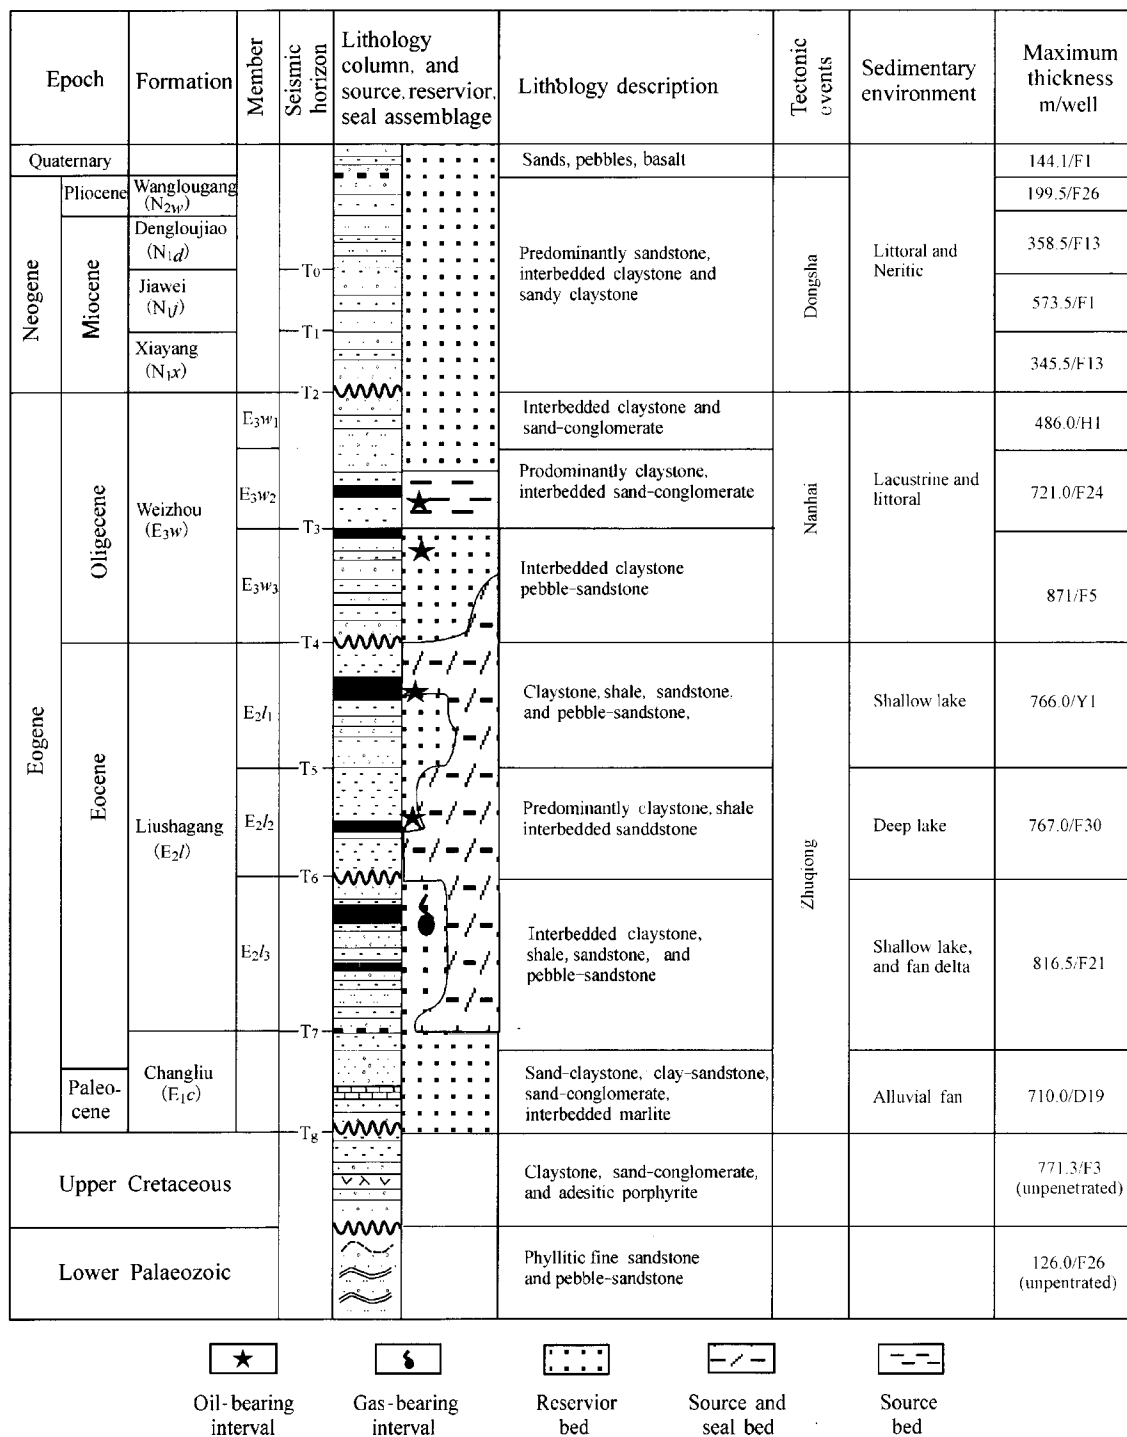 Epoch
Formation
Member
Seismic
horizon
Lithology
column, and
source, reservior,
seal assemblage
Lithology description
Tectonic
events
Sedimentary
environment
Maximum
thickness
m/well
Quaternary
Sands, pebbles, basalt
144.1/F1
Neogene
Pliocene
Wanglougang
(N2w)
199.5/F26
Miocene
Dengloujiao
(N1d)
358.5/F13
T0
Predominantly sandstone,
interbedded claystone and
sandy claystone
Dongsha
Littoral and
Neritic
Jiawei
(N1j)
573.5/F1
T1
Xiayang
(N1x)
345.5/F13
T2
Eogene
Oligecene
Weizhou
(E3w)
E3w1
Interbedded claystone and
sand-conglomerate
486.0/H1
E3w2
Prodominantly claystone,
interbedded sand-conglomerate
Nanhai
Lacustrine and
littoral
721.0/F24
T3
E3w3
Interbedded claystone
pebble-sandstone
871/F5
T4
Eocene
Liushagang
(E2l)
E2l1
Claystone, shale, sandstone,
and pebble-sandstone,
Shallow lake
766.0/Y1
T5
E2l2
Predominantly claystone, shale
interbedded sanddstone
Zhuqiong
Deep lake
767.0/F30
T6
E2l3
Interbedded claystone,
shale, sandstone, and
pebble-sandstone
Shallow lake,
and fan delta
816.5/F21
T7
Paleo-
cene
Changliu
(E1c)
Sand-claystone, clay-sandstone,
sand-conglomerate,
interbedded marlite
Alluvial fan
710.0/D19
Tg
Upper Cretaceous
Claystone, sand-conglomerate,
and adesitic porphyrite
771.3/F3
(unpenetrated)
Lower Palaeozoic
Phyllitic fine sandstone
and pebble-sandstone
126.0/F26
(unpentrated)
Oil-bearing
interval
Gas-bearing
interval
Reservior
bed
Source and
seal bed
Source
bed